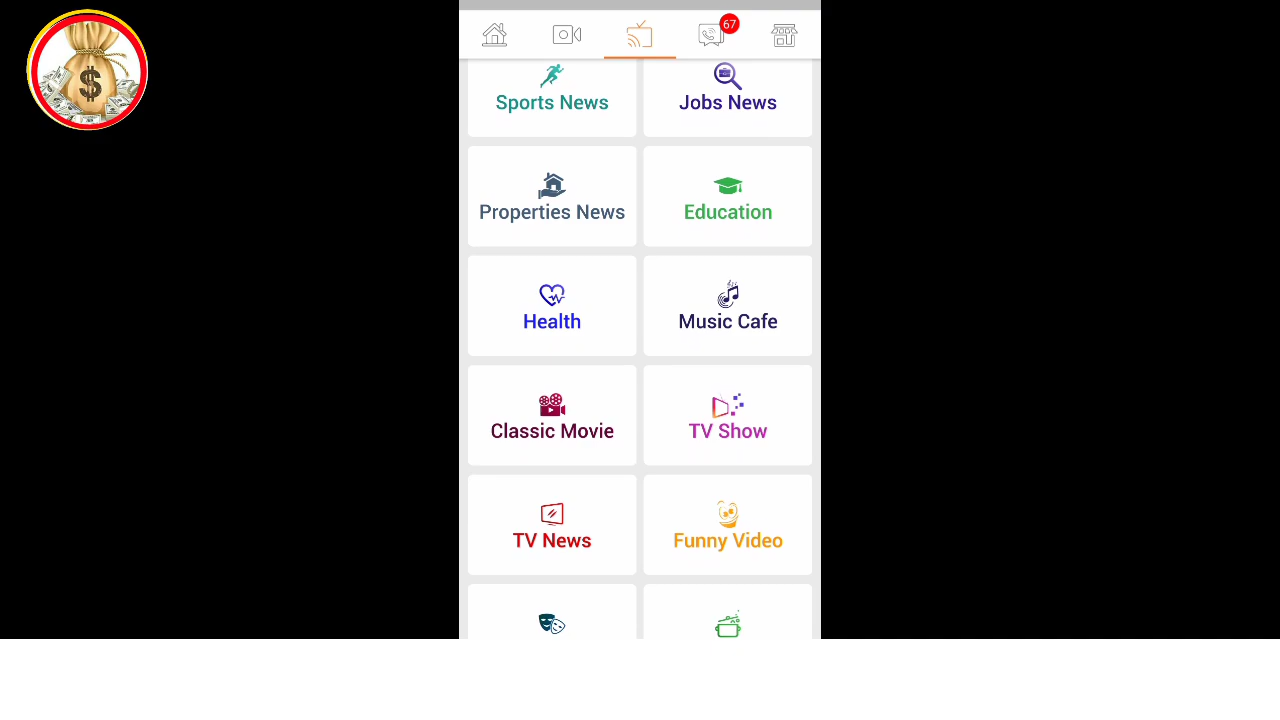 67
Sports News
Jobs News
Properties News
Education
Health
Music Cafe
Classic Movie
TV Show
TV News
Funny Video
$